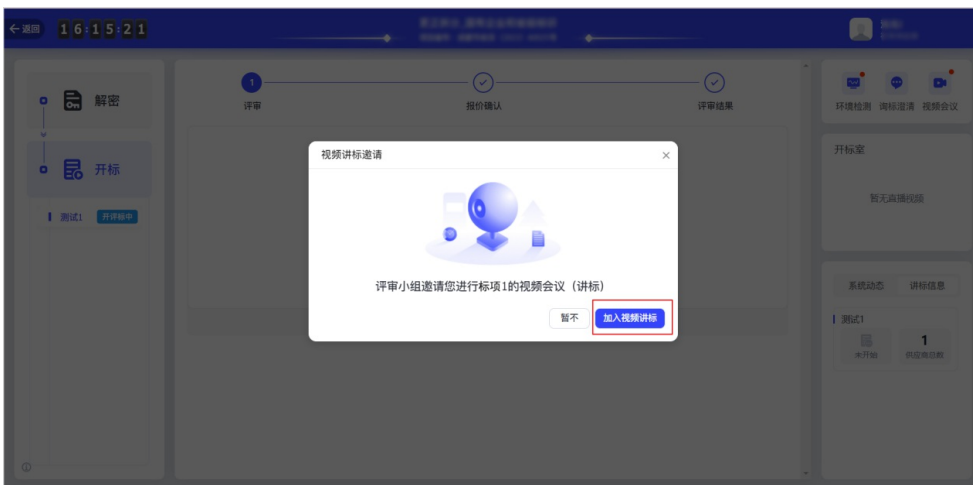 返回 16:15:21
解密
开标
测试1 开评标中
1
评审 报价确认 评审结果
视频讲标邀请
评审小组邀请您进行标项1的视频会议（讲标）
暂不 加入视频讲标
环境检测 询标澄清 视频会议
开标室
暂无直播视频
系统动态 讲标信息
测试1
未开始
1
供应商总数